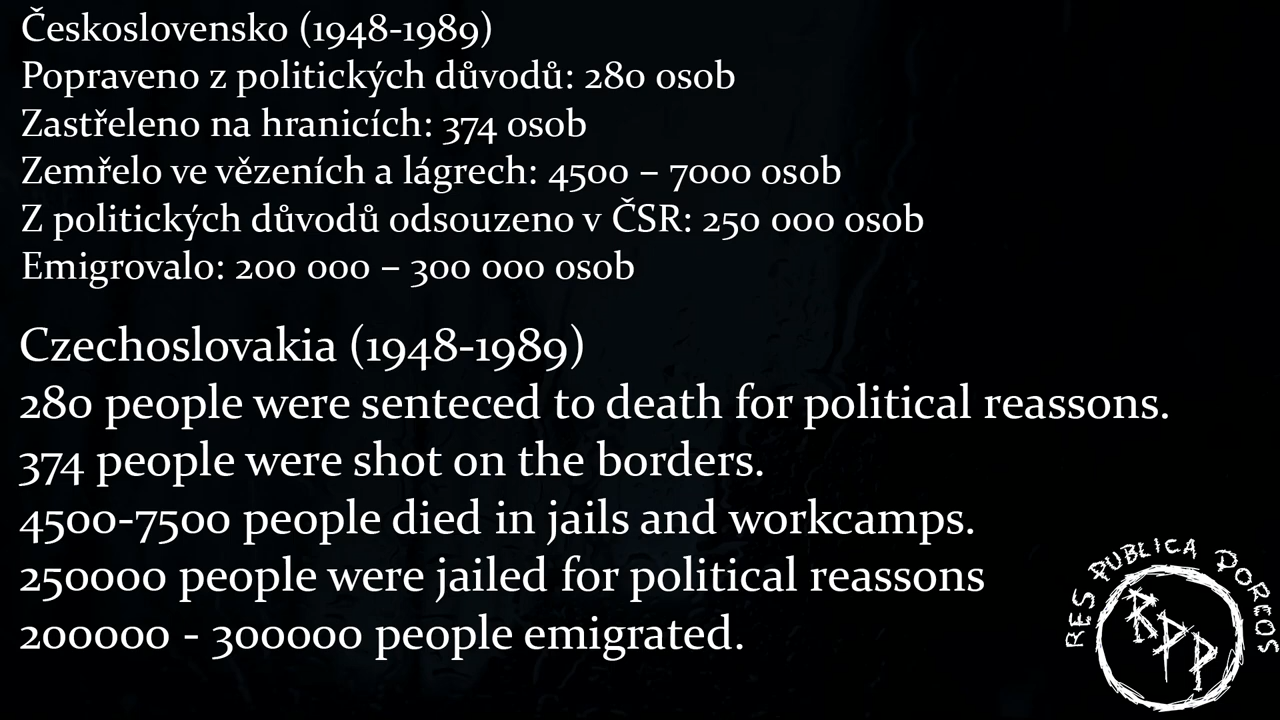 Československo (1948-1989)
Popraveno z politických důvodů: 280 osob
Zastřeleno na hranicích: 374 osob
Zemřelo ve vězeních a lágrech: 4500 – 7000 osob
Z politických důvodů odsouzeno v ČSR: 250 000 osob
Emigrovalo: 200 000 – 300 000 osob
Czechoslovakia (1948-1989)
280 people were senteced to death for political reassons.
374 people were shot on the borders.
4500-7500 people died in jails and workcamps.
250000 people were jailed for political reassons
200000 - 300000 people emigrated.
RES PUBLICA POREOS
RPP